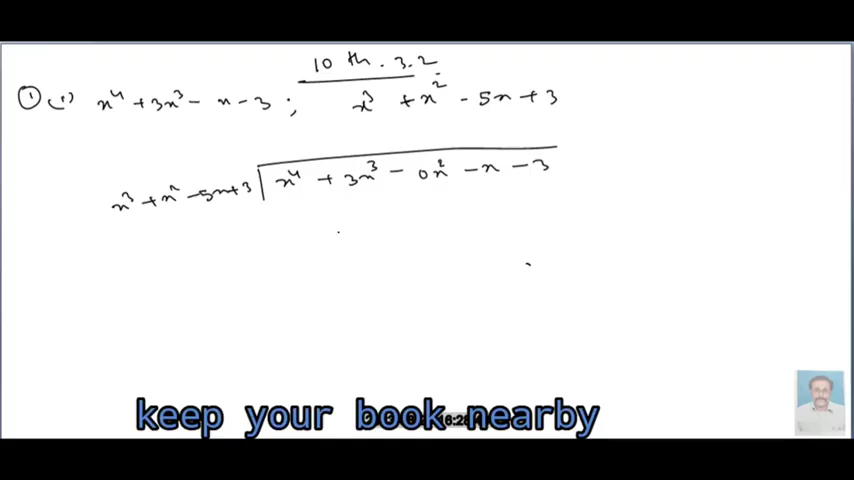 10 th. 3.2
① (i) x⁴ + 3x³ - x - 3 ; x³ + x² - 5x + 3
x³ + x² - 5x + 3 | x⁴ + 3x³ - 0x² - x - 3
keep your book nearby